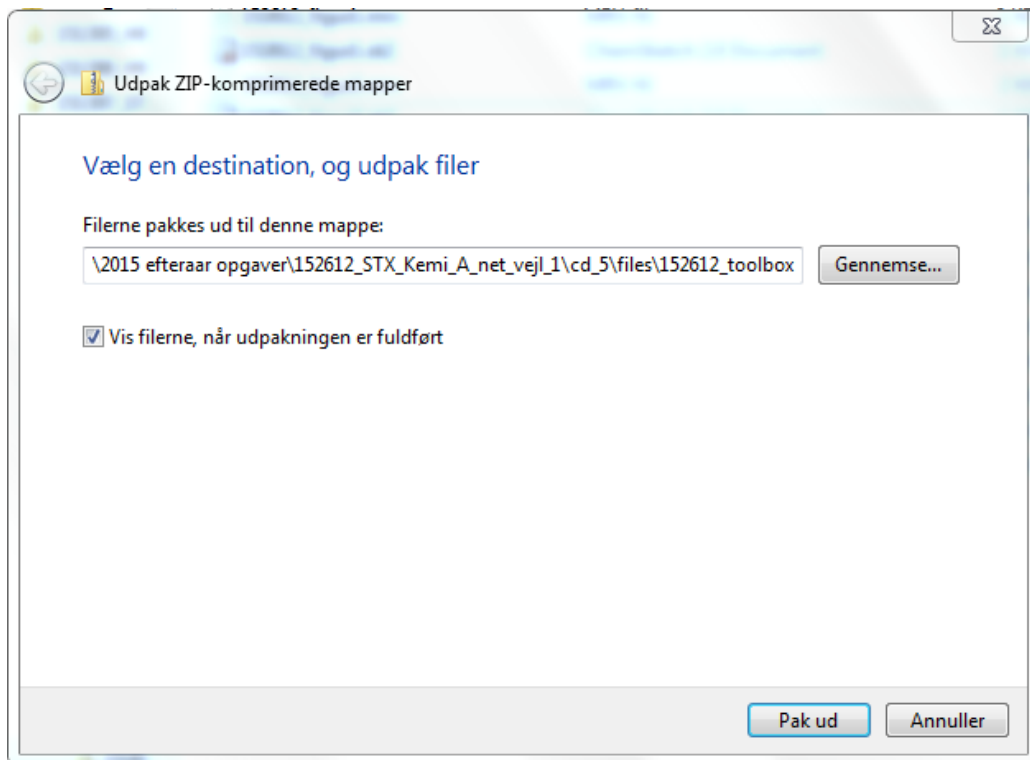 Udpak ZIP-komprimerede mapper
Vælg en destination, og udpak filer
Filerne pakkes ud til denne mappe:
\2015 efteraar opgaver\152612_STX_Kemi_A_net_vejl_1\cd_5\files\152612_toolbox
Gennemse...
Vis filerne, når udpakningen er fuldført
Pak ud
Annuller